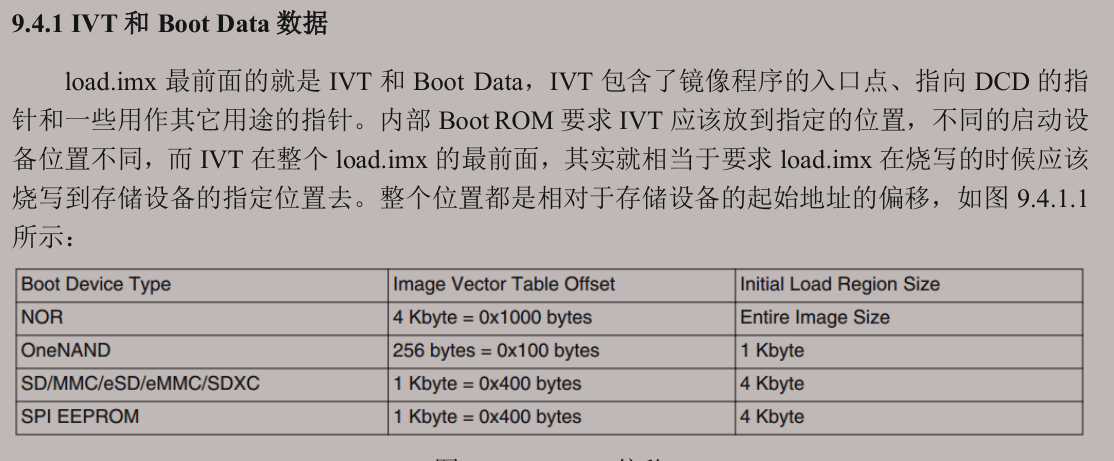 9.4.1 IVT 和 Boot Data 数据
load.imx 最前面的就是 IVT 和 Boot Data，IVT 包含了镜像程序的入口点、指向 DCD 的指
针和一些用作其它用途的指针。内部 Boot ROM 要求 IVT 应该放到指定的位置，不同的启动设
备位置不同，而 IVT 在整个 load.imx 的最前面，其实就相当于要求 load.imx 在烧写的时候应该
烧写到存储设备的指定位置去。整个位置都是相对于存储设备的起始地址的偏移，如图 9.4.1.1
所示：
Boot Device Type Image Vector Table Offset Initial Load Region Size
NOR 4 Kbyte = 0x1000 bytes Entire Image Size
OneNAND 256 bytes = 0x100 bytes 1 Kbyte
SD/MMC/eSD/eMMC/SDXC 1 Kbyte = 0x400 bytes 4 Kbyte
SPI EEPROM 1 Kbyte = 0x400 bytes 4 Kbyte